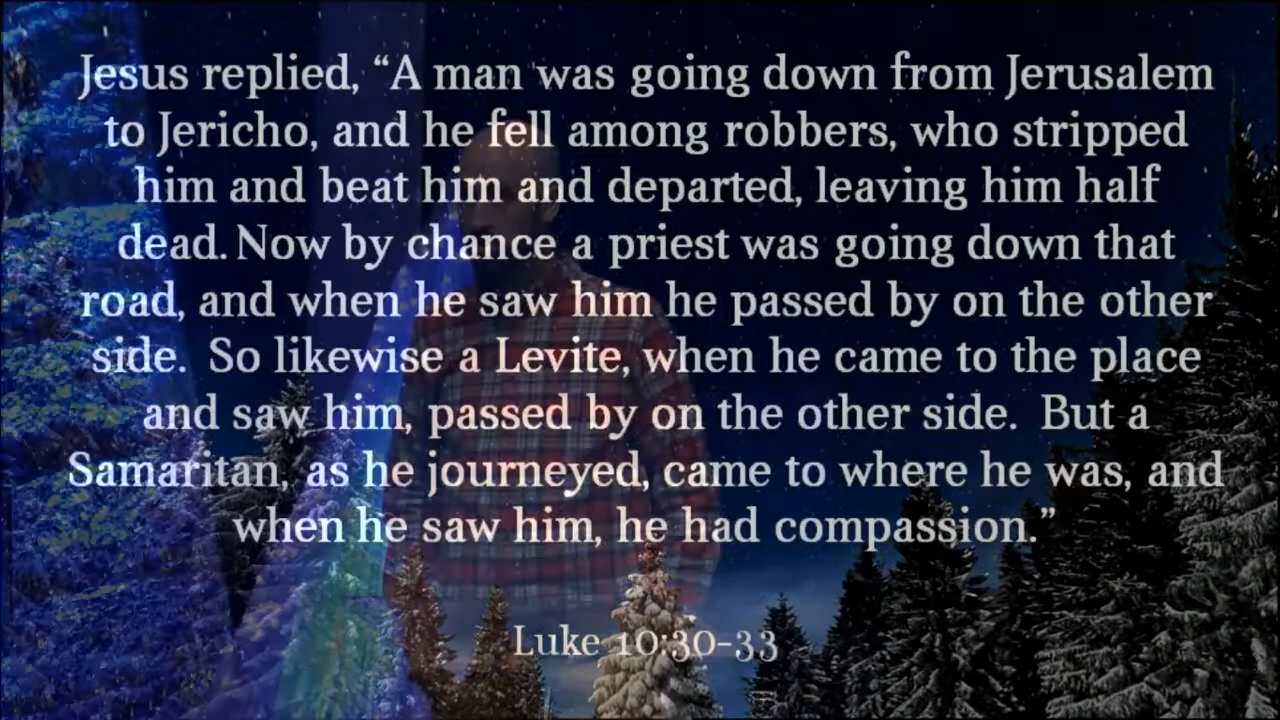 Jesus replied, “A man was going down from Jerusalem
to Jericho, and he fell among robbers, who stripped
him and beat him and departed, leaving him half
dead. Now by chance a priest was going down that
road, and when he saw him he passed by on the other
side.  So likewise a Levite, when he came to the place
and saw him, passed by on the other side.  But a
Samaritan, as he journeyed, came to where he was, and
when he saw him, he had compassion.”
Luke 10:30-33